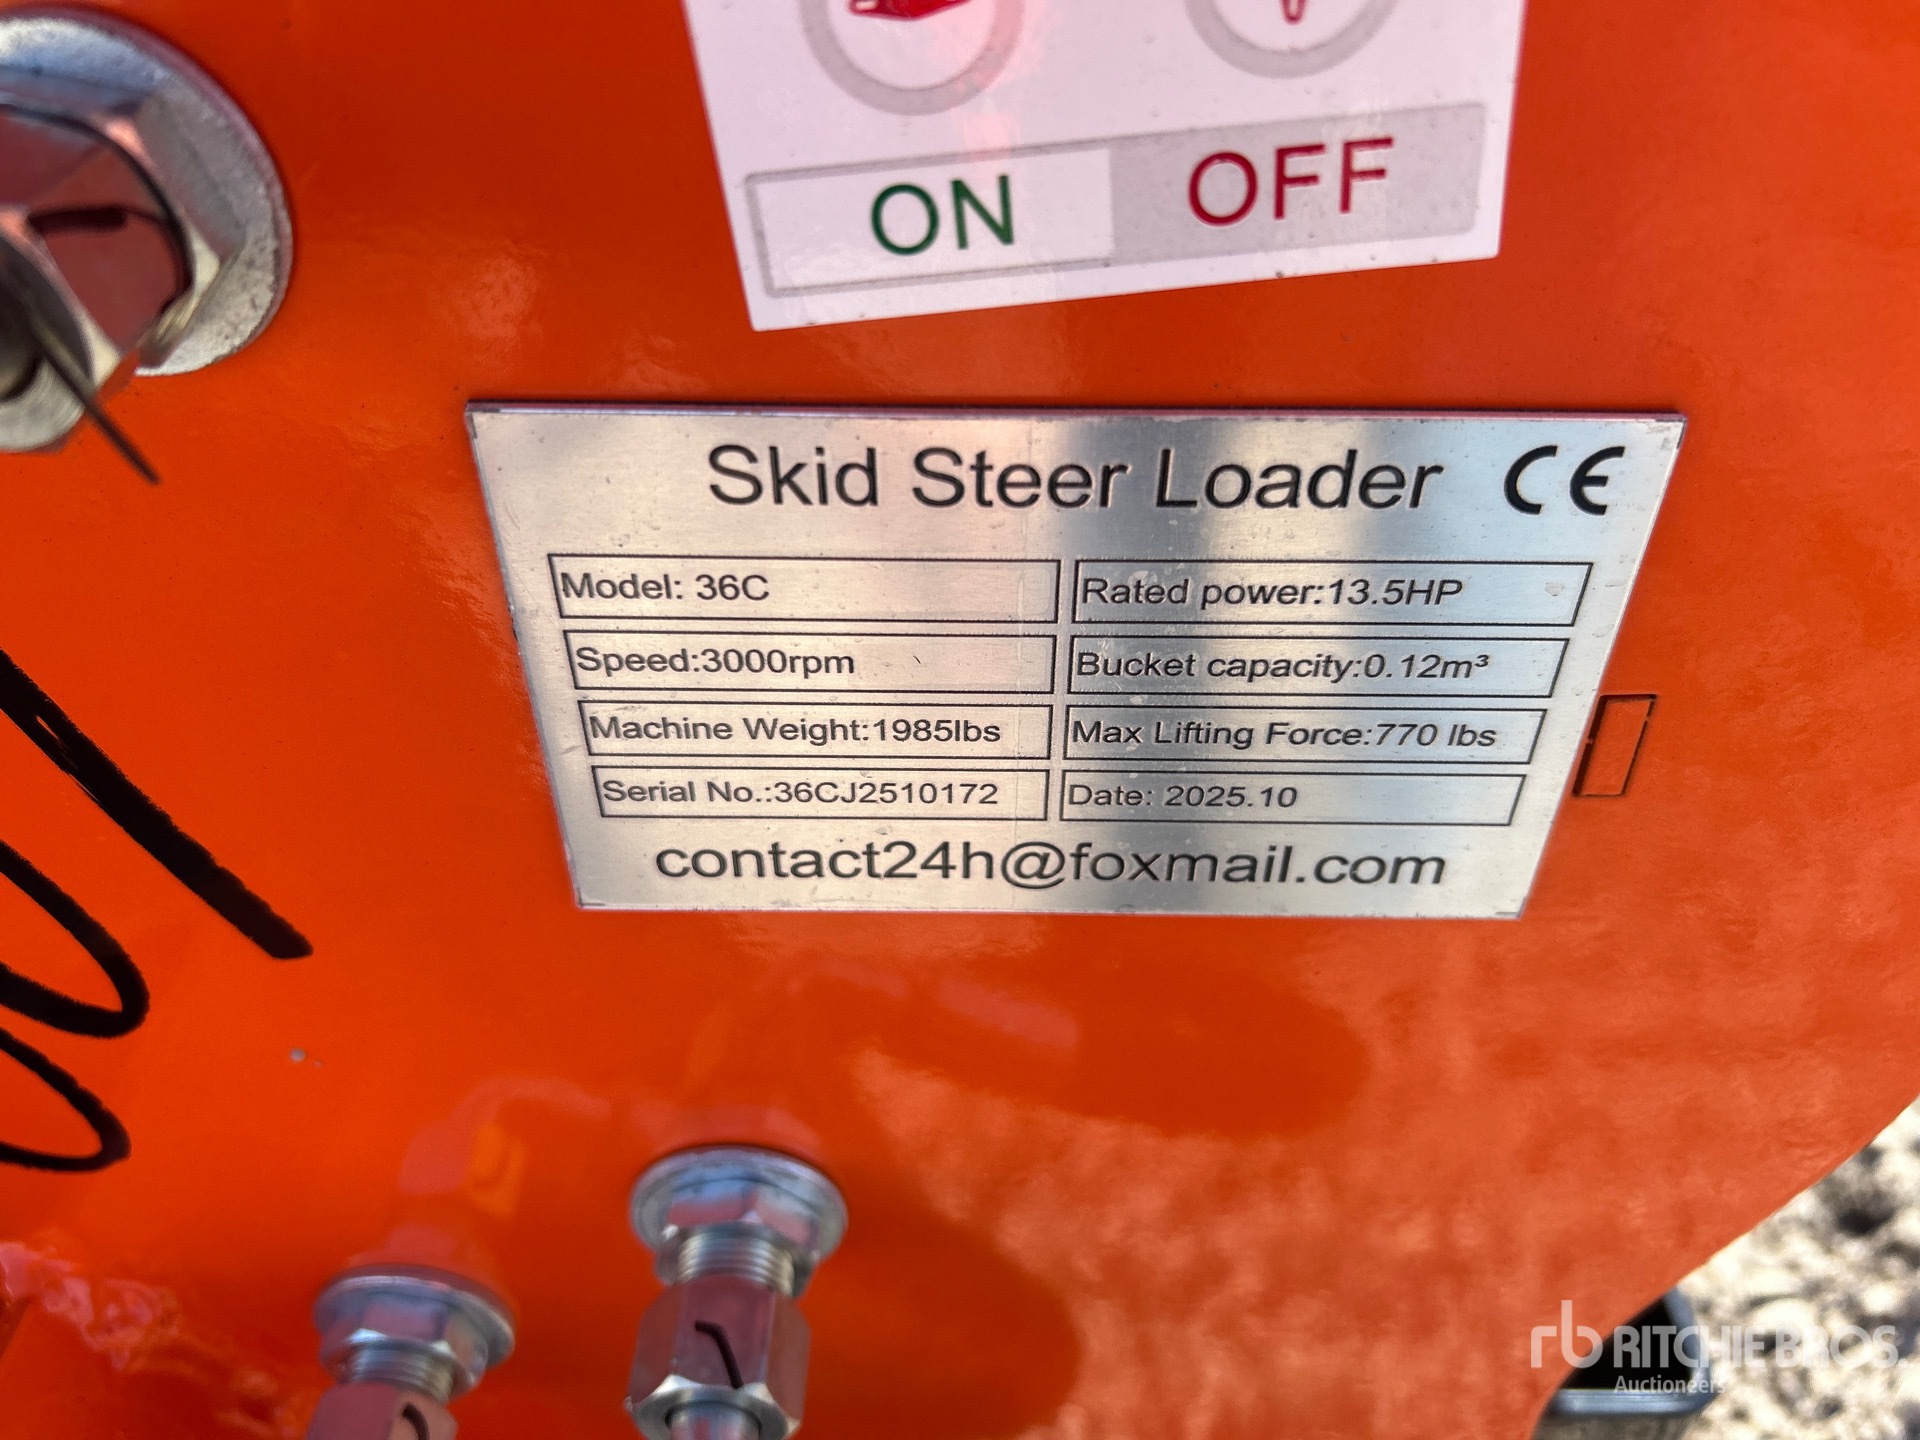 ON OFF
Skid Steer Loader CE
Model: 36C
Rated power:13.5HP
Speed:3000rpm
Bucket capacity:0.12m³
Machine Weight:1985lbs
Max Lifting Force:770 lbs
Serial No.:36CJ2510172
Date: 2025.10
contact24h@foxmail.com
rb RITCHIE BROS.
Auctioneers